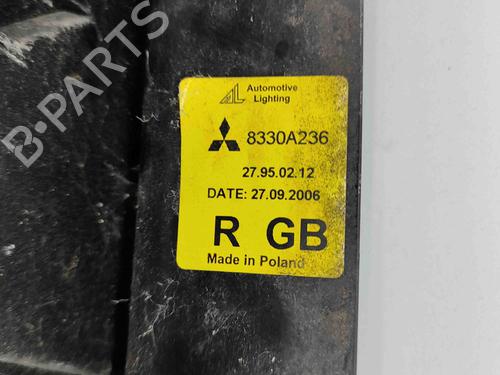 Automotive
Lighting
8330A236
27.95.02.12
DATE: 27.09.2006
R GB
Made in Poland
B-PARTS